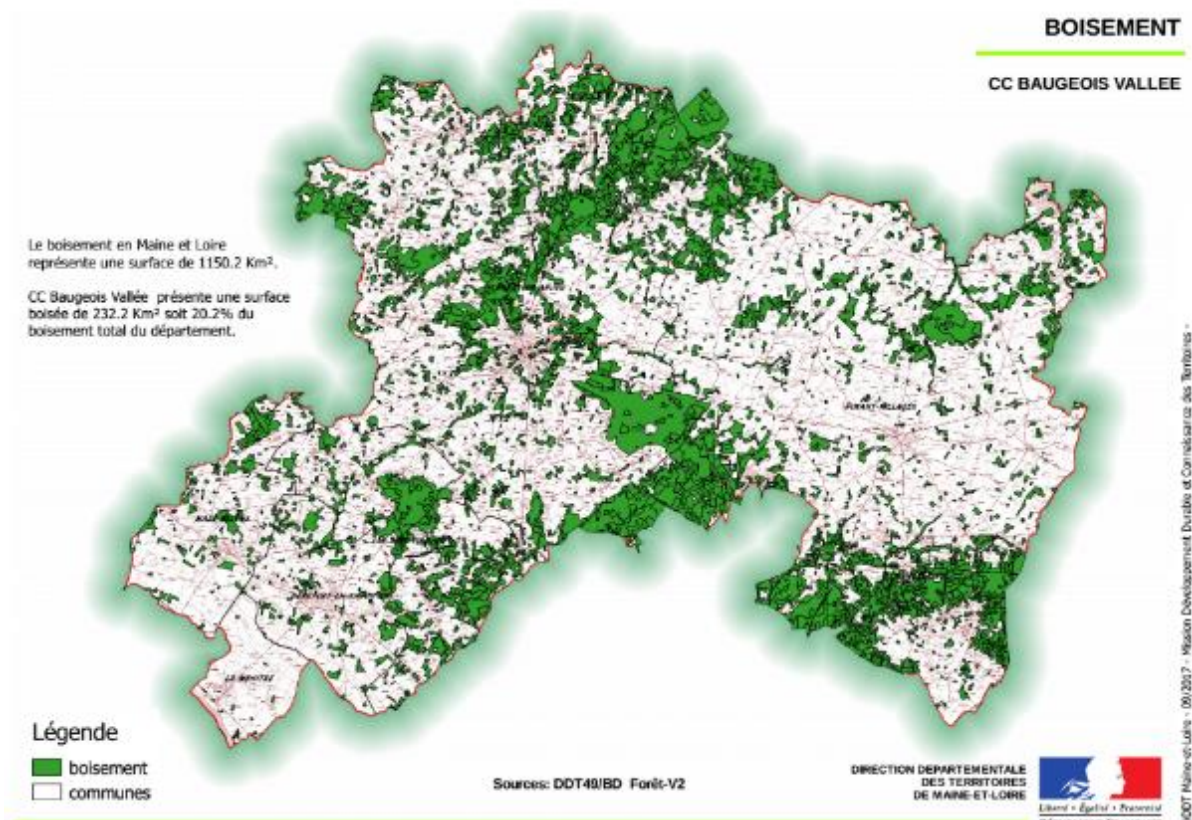 BOISEMENT
CC BAUGEOIS VALLEE
Le boisement en Maine et Loire
représente une surface de 1150.2 Km².
CC Baugeois Vallée présente une surface
boisée de 232.2 Km² soit 20.2% du
boisement total du département.
LE MÉNITRÉ
Légende
boisement
communes
Sources: DDT49/BD Forêt-V2
DIRECTION DEPARTEMENTALE
DES TERRITOIRES
DE MAINE-ET-LOIRE
Liberté • Égalité • Fraternité
DDT Maine-et-Loire - 09/2017 - Mission Développement Durable et Connaissance des Territoires -